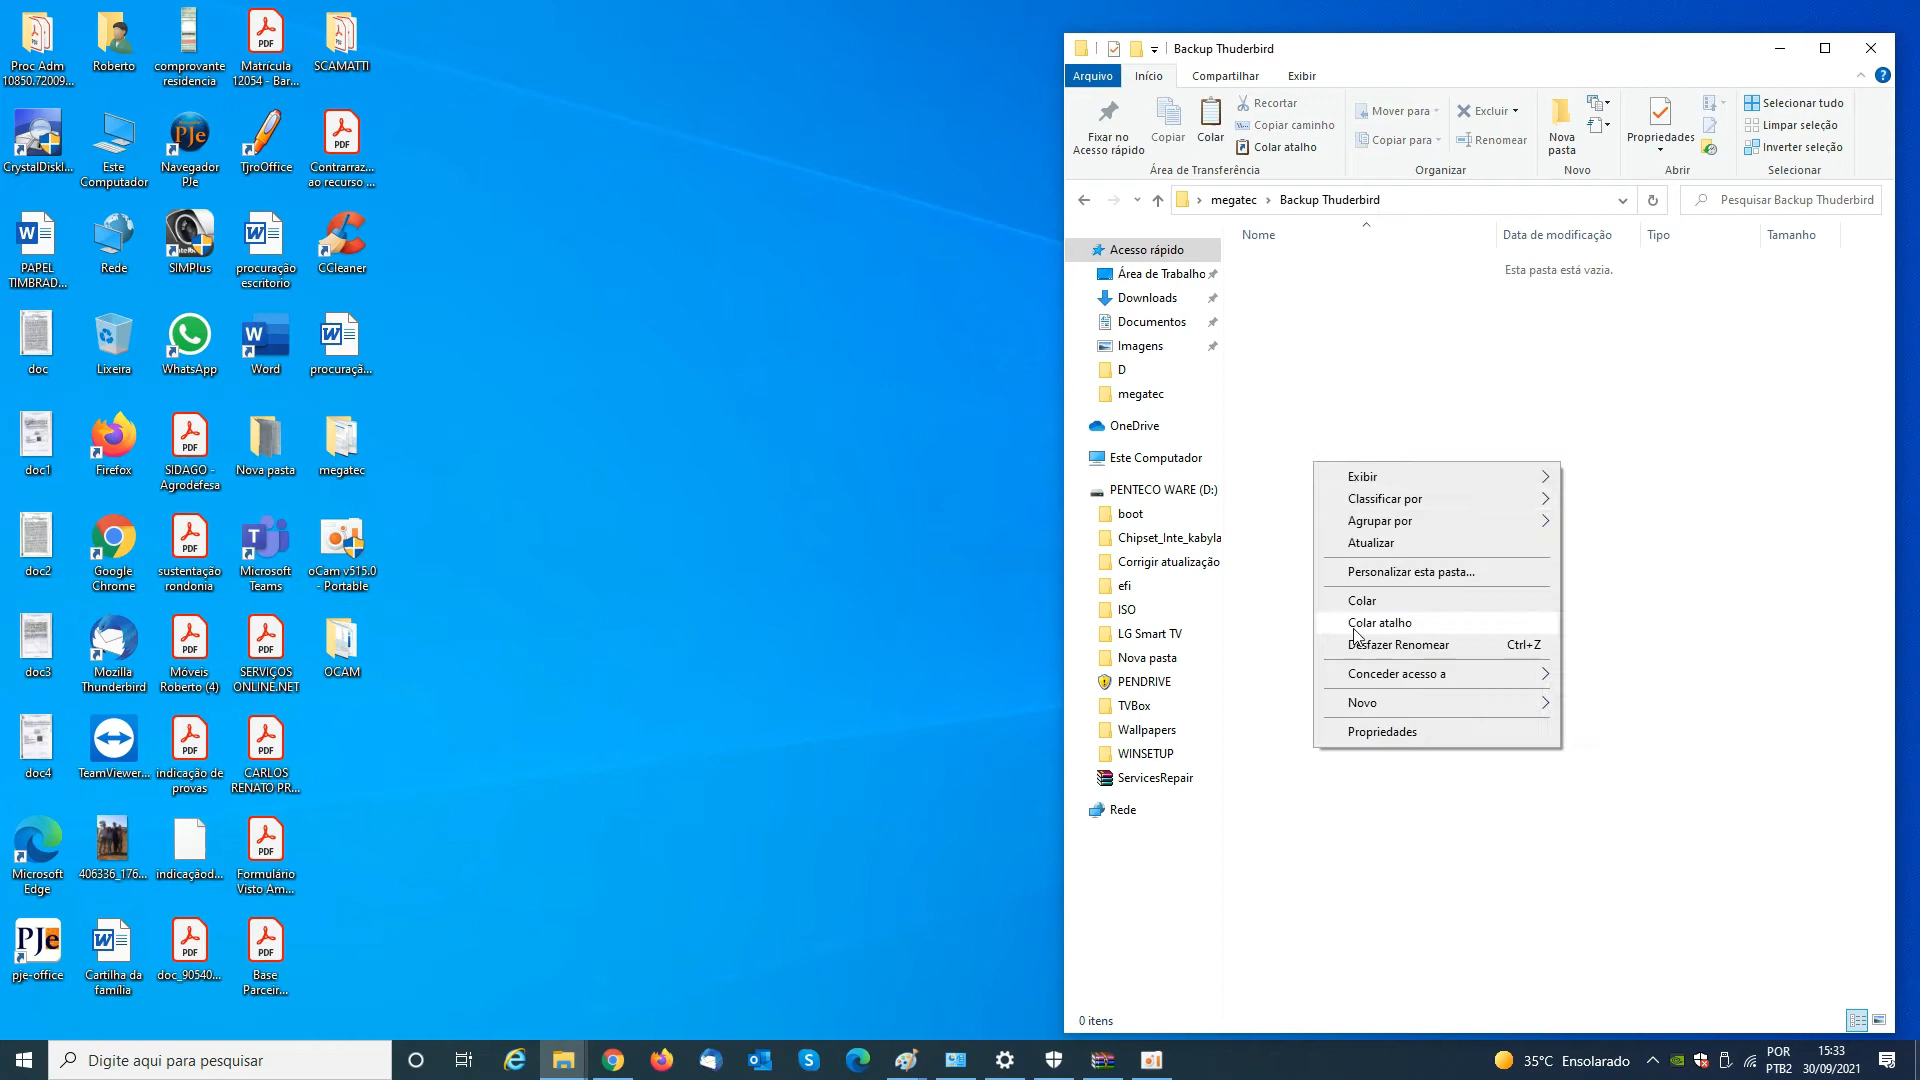 Proc Adm
10850.72009...
Roberto
comprovante
residencia
Matrícula
12054 - Bar...
SCAMATTI
CrystalDiskI...
Este
Computador
Navegador
PJe
TjroOffice
Contrarraz...
ao recurso ...
PAPEL
TIMBRAD...
Rede
SIMPlus
procuração
escritorio
CCleaner
doc
Lixeira
WhatsApp
Word
procuraçã...
doc1
Firefox
SIDAGO -
Agrodefesa
Nova pasta
megatec
doc2
Google
Chrome
sustentação
rondonia
Microsoft
Teams
oCam v515.0
- Portable
doc3
Mozilla
Thunderbird
Móveis
Roberto (4)
SERVIÇOS
ONLINE.NET
OCAM
doc4
TeamViewer...
indicação de
provas
CARLOS
RENATO PR...
Microsoft
Edge
406336_176...
indicaçãod...
Formulário
Visto Am...
pje-office
Cartilha da
família
doc_90540...
Base
Parceir...
Backup Thuderbird
Arquivo
Início
Compartilhar
Exibir
Fixar no
Acesso rápido
Copiar
Colar
Recortar
Copiar caminho
Colar atalho
Área de Transferência
Mover para
Copiar para
Excluir
Renomear
Organizar
Nova
pasta
Novo
Propriedades
Abrir
Selecionar tudo
Limpar seleção
Inverter seleção
Selecionar
megatec
Backup Thuderbird
Pesquisar Backup Thuderbird
Nome
Data de modificação
Tipo
Tamanho
Esta pasta está vazia.
Acesso rápido
Área de Trabalho
Downloads
Documentos
Imagens
D
megatec
OneDrive
Este Computador
PENTECO WARE (D:)
boot
Chipset_Inte_kabyla
Corrigir atualização
efi
ISO
LG Smart TV
Nova pasta
PENDRIVE
TVBox
Wallpapers
WINSETUP
ServicesRepair
Rede
Exibir
Classificar por
Agrupar por
Atualizar
Personalizar esta pasta...
Colar
Colar atalho
Desfazer Renomear Ctrl+Z
Conceder acesso a
Novo
Propriedades
0 itens
Digite aqui para pesquisar
35°C Ensolarado
POR
PTB2
15:33
30/09/2021